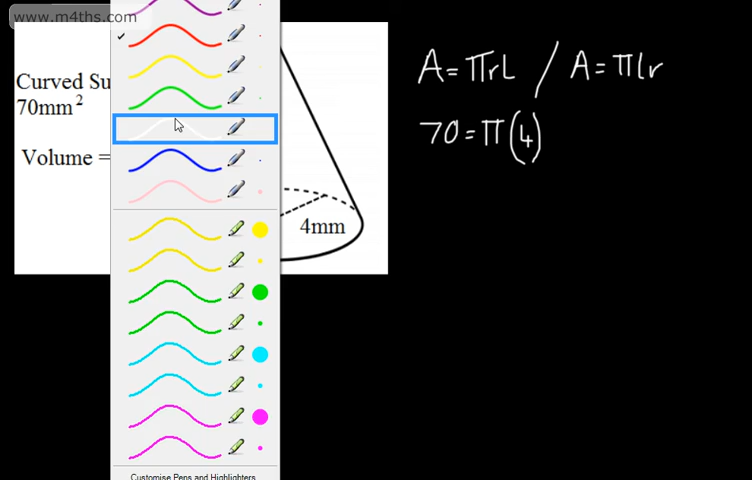 www.m4ths.com
Curved Su
70mm²
Volume =
4mm
A=πrL / A=πlr
70=π(4)
Customise Pens and Highlighters